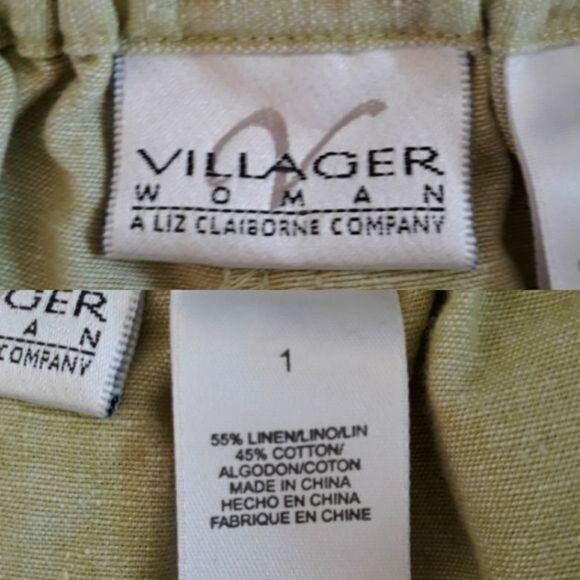 V
VILLAGER
WOMAN
A LIZ CLAIBORNE COMPANY
GER
AN
COMPANY
1
55% LINEN/LINO/LIN
45% COTTON/
ALGODON/COTON
MADE IN CHINA
HECHO EN CHINA
FABRIQUE EN CHINE